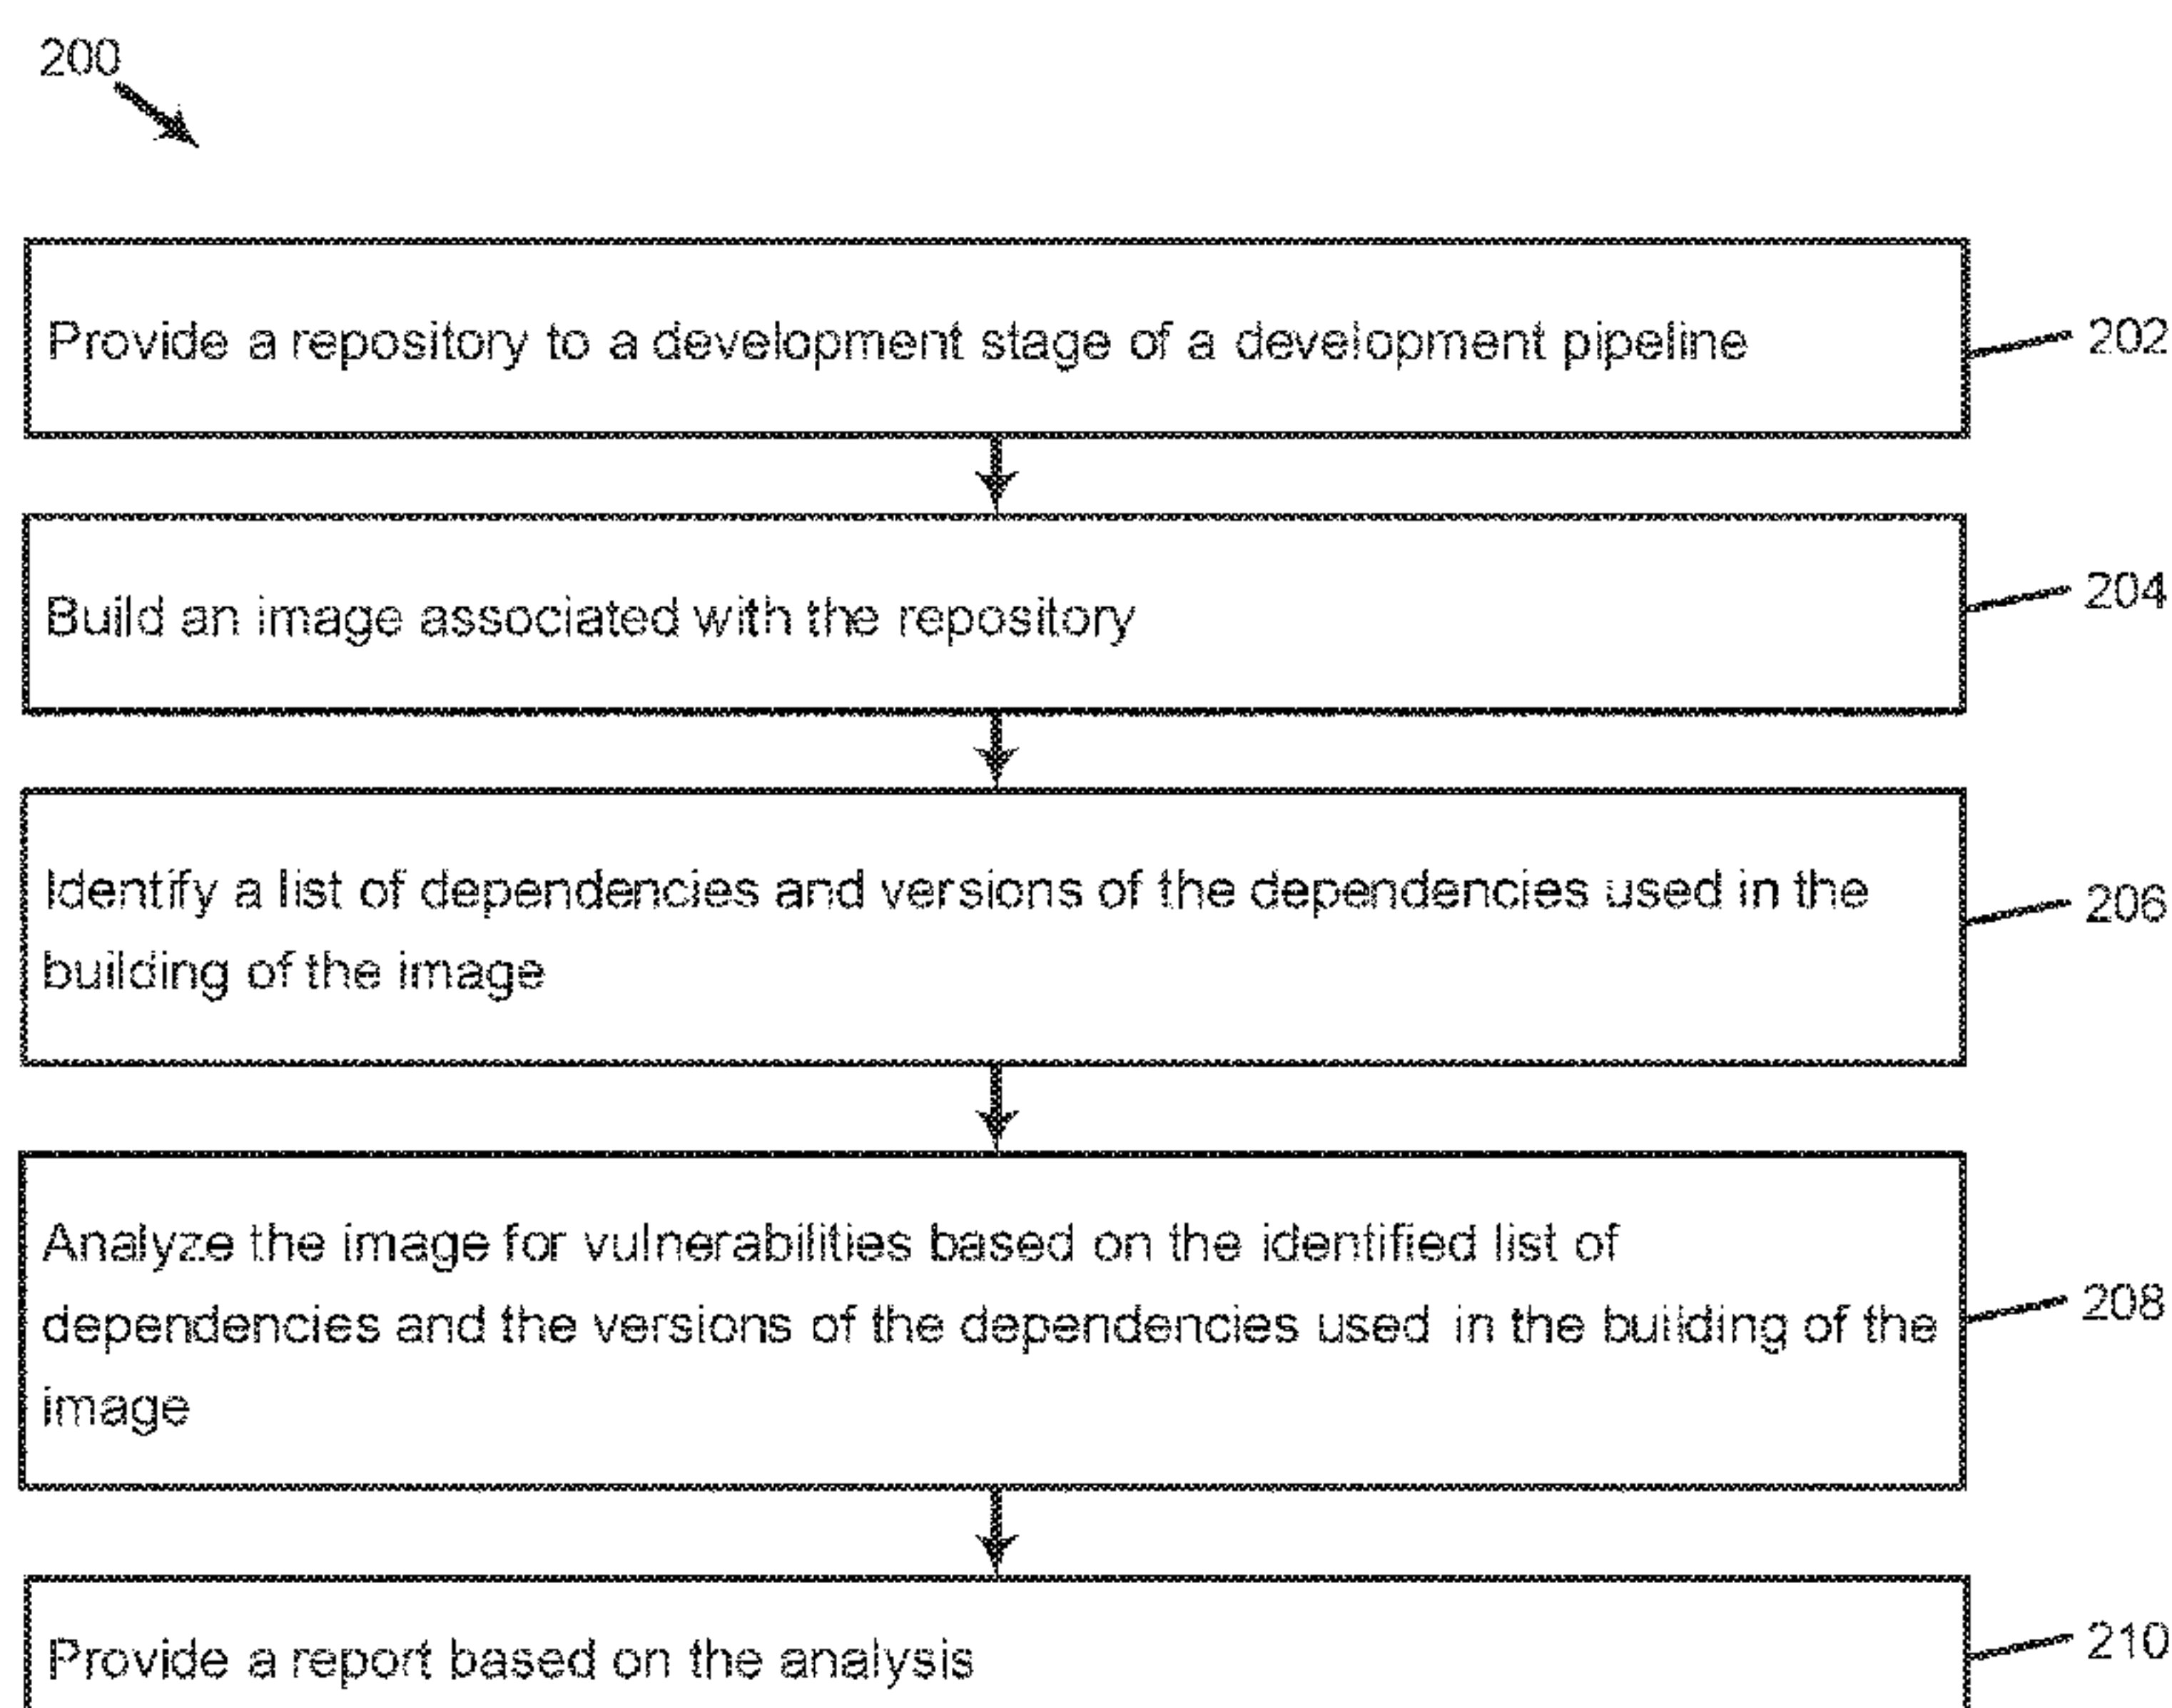 200
Provide a repository to a development stage of a development pipeline
202
Build an image associated with the repository
204
Identify a list of dependencies and versions of the dependencies used in the
building of the image
206
Analyze the image for vulnerabilities based on the identified list of
dependencies and the versions of the dependencies used in the building of the
image
208
Provide a report based on the analysis
210